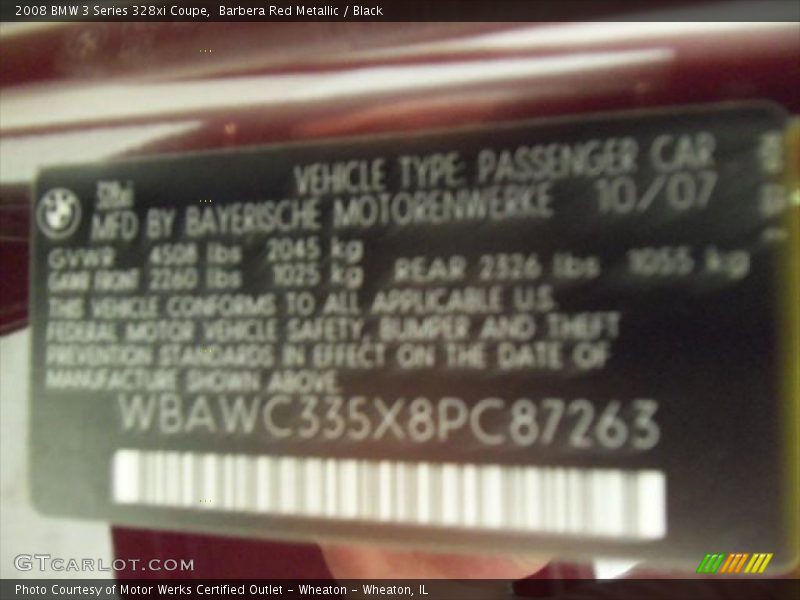 2008 BMW 3 Series 328xi Coupe, Barbera Red Metallic / Black
328xi
VEHICLE TYPE: PASSENGER CAR
MFD BY BAYERISCHE MOTORENWERKE 10/07
GVWR 4508 lbs 2045 kg
GAWR FRONT 2260 lbs 1025 kg REAR 2326 lbs 1055 kg
THIS VEHICLE CONFORMS TO ALL APPLICABLE U.S.
FEDERAL MOTOR VEHICLE SAFETY, BUMPER AND THEFT
PREVENTION STANDARDS IN EFFECT ON THE DATE OF
MANUFACTURE SHOWN ABOVE.
WBAWC335X8PC87263
GTCARLOT.COM
Photo Courtesy of Motor Werks Certified Outlet - Wheaton - Wheaton, IL